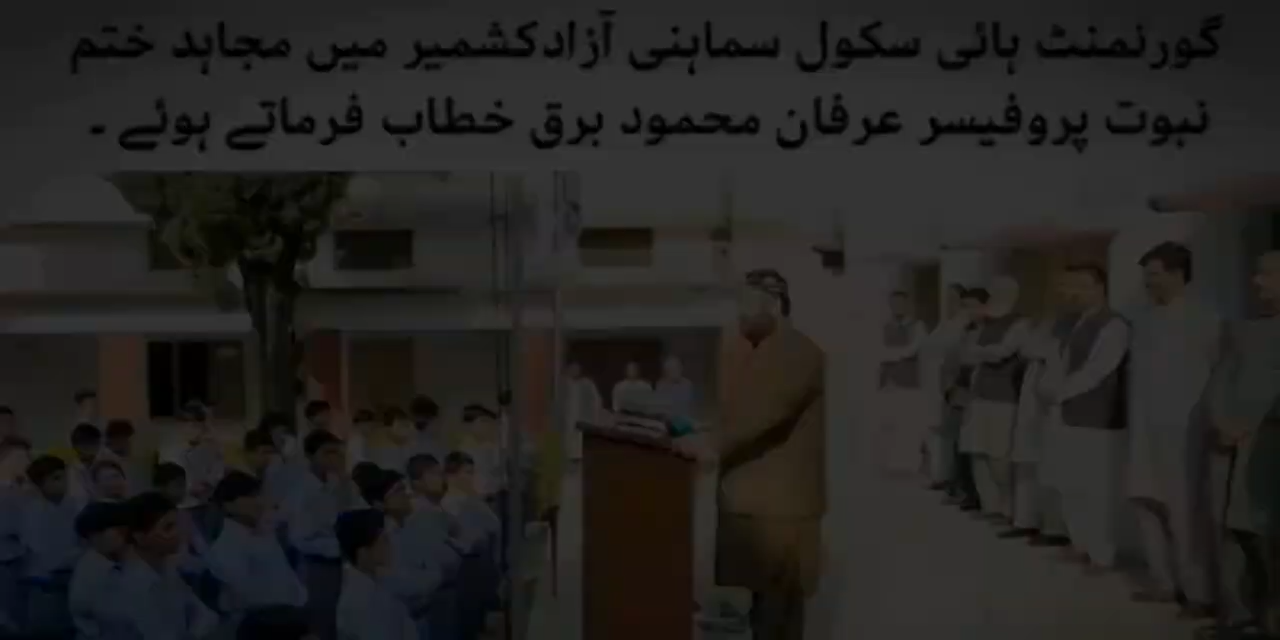 گورنمنٹ ہائی سکول سماہنی آزادکشمیر میں مجاہد ختم
نبوت پروفیسر عرفان محمود برق خطاب فرماتے ہوئے ۔